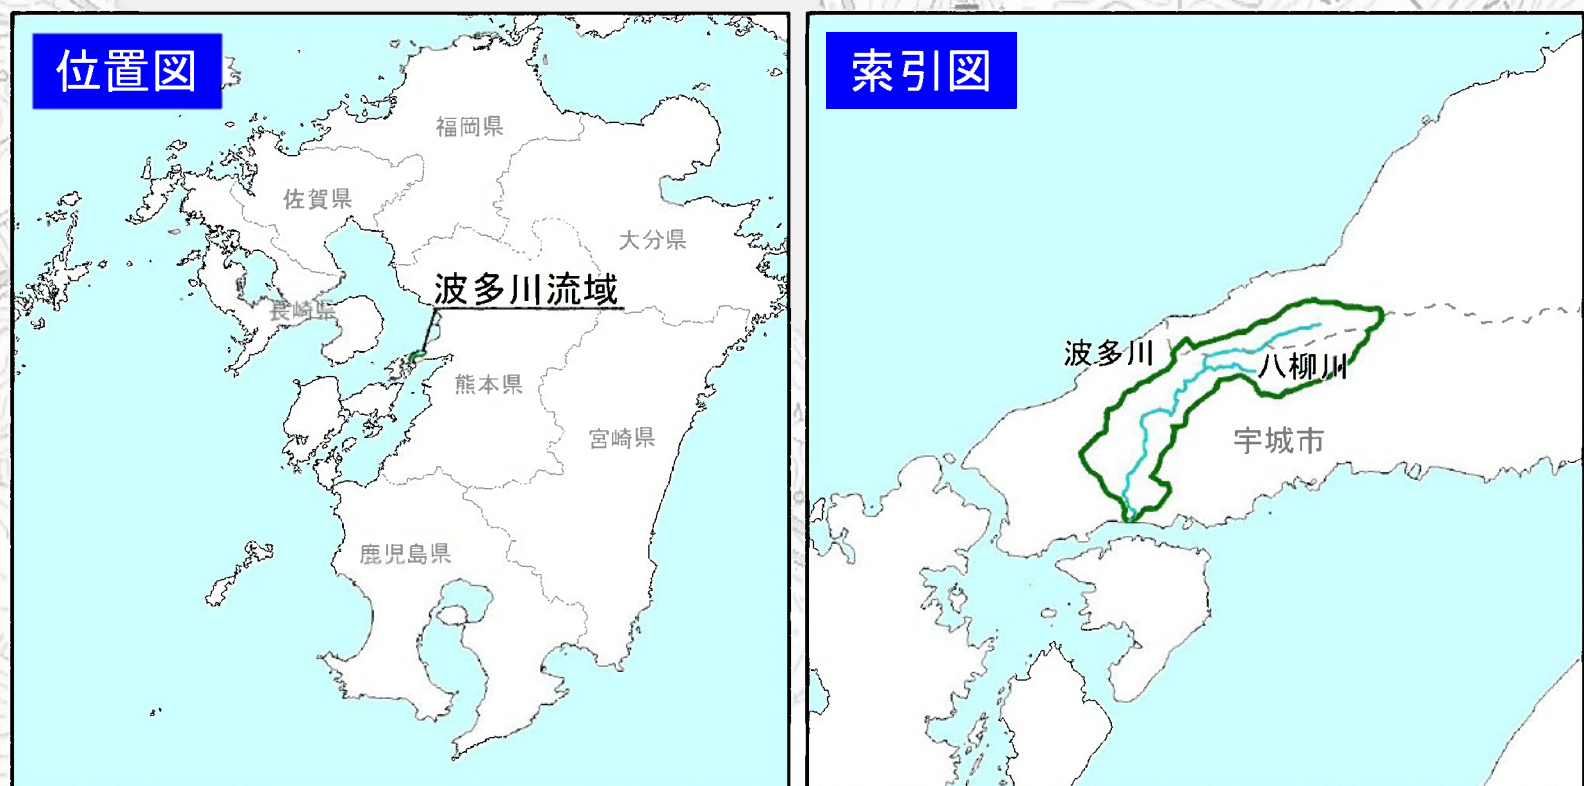 位置図
福岡県
佐賀県
大分県
波多川流域
長崎県
熊本県
宮崎県
鹿児島県
索引図
波多川
八柳川
宇城市